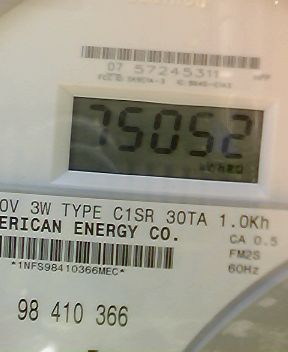 07 57245311
75052
0V 3W TYPE C1SR 30TA 1.0Kh
ERICAN ENERGY CO.
CA 0.5
FM2S
60Hz
*1NFS98410366MEC*
98 410 366